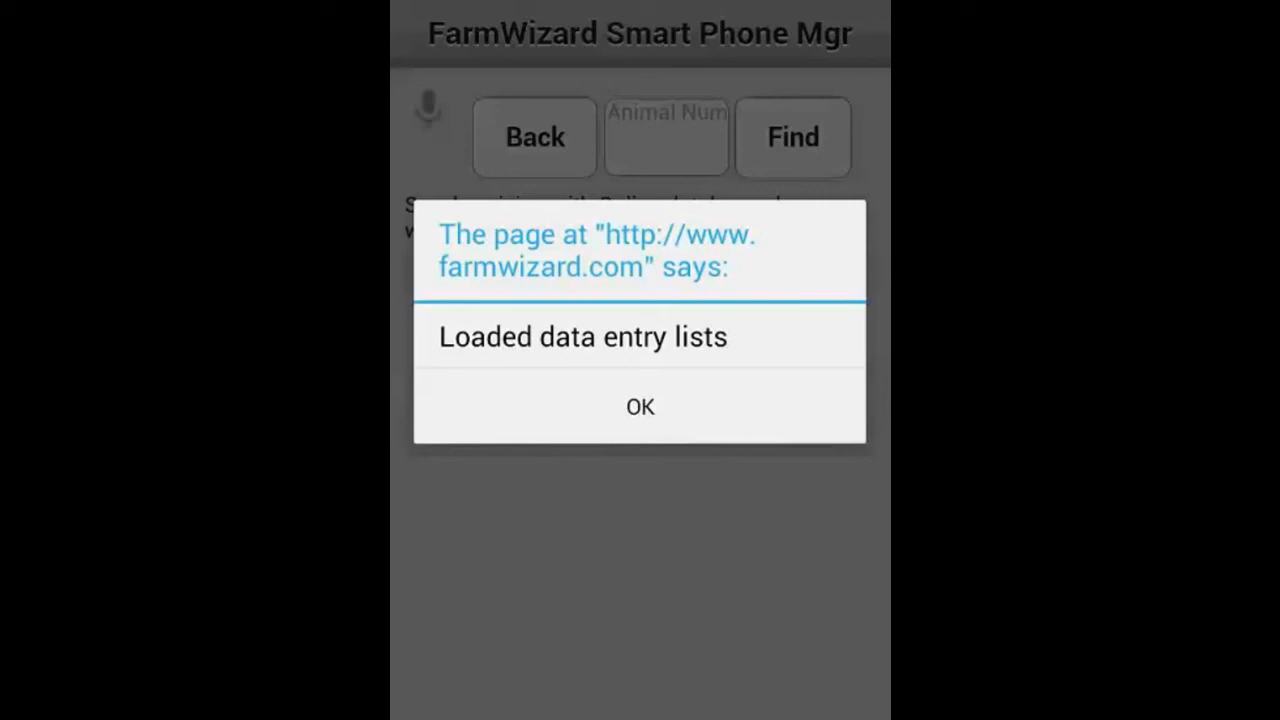 FarmWizard Smart Phone Mgr
Back
Animal Num
Find
The page at "http://www.
farmwizard.com" says:
Loaded data entry lists
OK